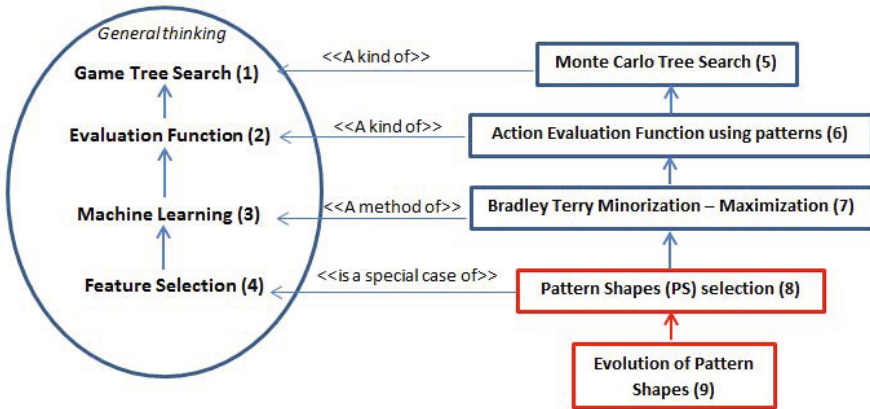 General thinking
Game Tree Search (1)
<<A kind of>>
Monte Carlo Tree Search (5)
Evaluation Function (2)
<<A kind of>>
Action Evaluation Function using patterns (6)
Machine Learning (3)
<<A method of>>
Bradley Terry Minorization – Maximization (7)
Feature Selection (4)
<<is a special case of>>
Pattern Shapes (PS) selection (8)
Evolution of Pattern
Shapes (9)